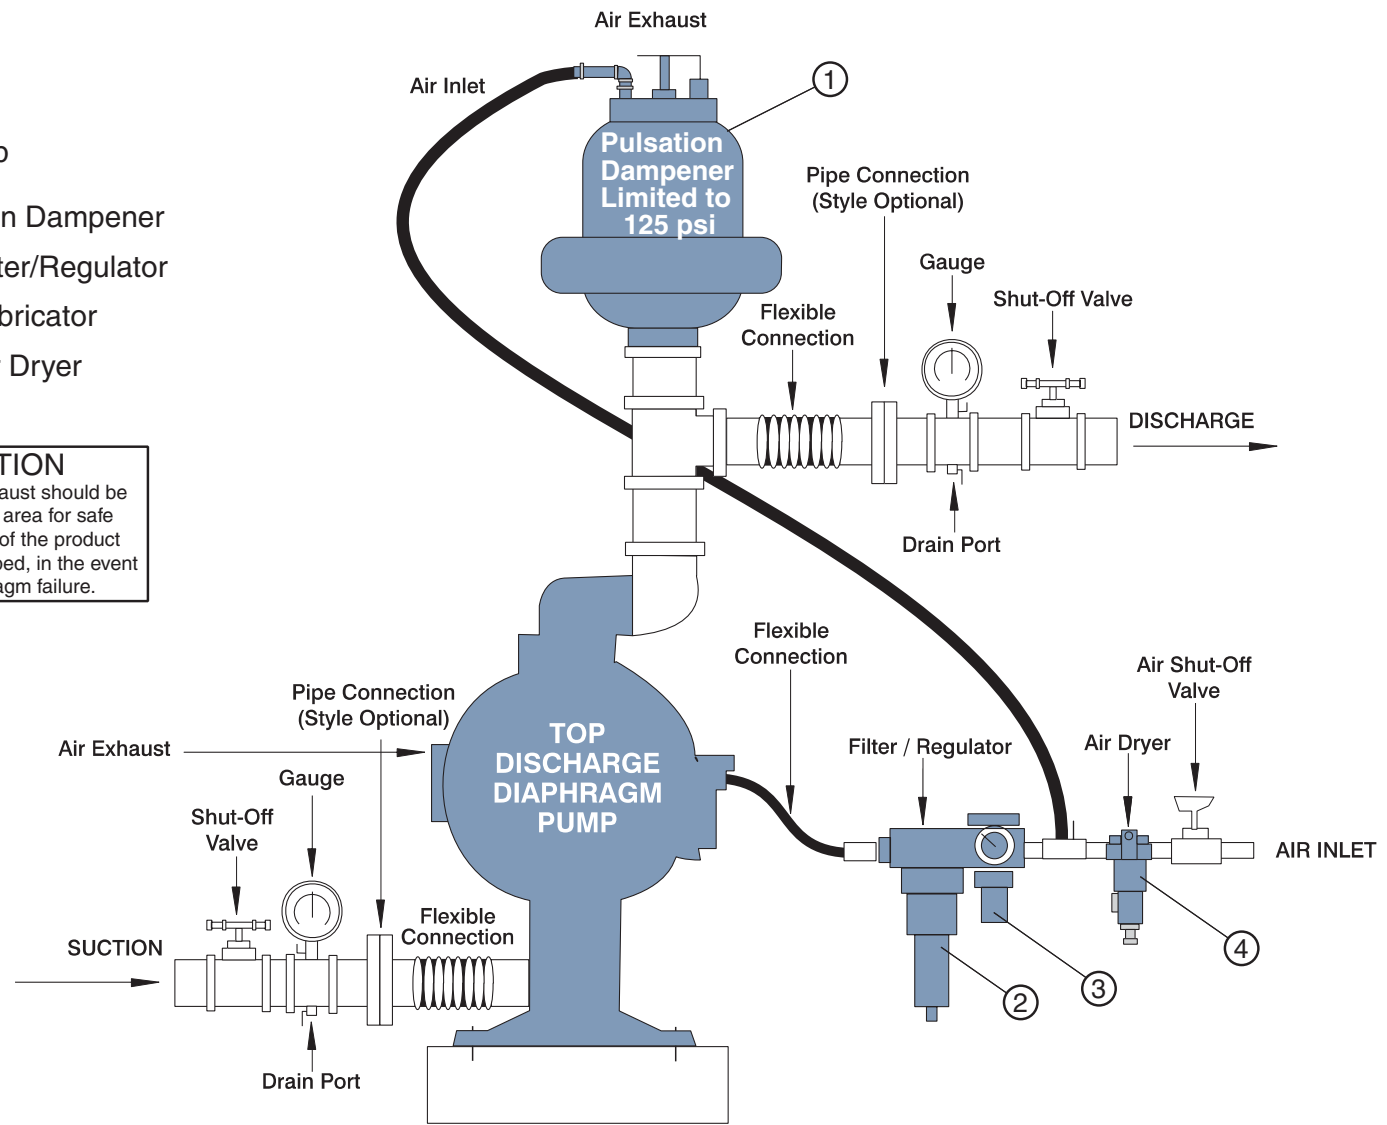 Air Exhaust
Air Inlet
1
Pulsation
Dampener
Limited to
125 psi
Pipe Connection
(Style Optional)
Gauge
Shut-Off Valve
Flexible
Connection
DISCHARGE
Drain Port
n Dampener
ter/Regulator
bricator
Dryer
TION
aust should be
area for safe
of the product
ped, in the event
agm failure.
Flexible
Connection
Air Shut-Off
Valve
Pipe Connection
(Style Optional)
Air Exhaust
TOP
DISCHARGE
DIAPHRAGM
PUMP
Filter / Regulator
Air Dryer
Gauge
Shut-Off
Valve
AIR INLET
Flexible
Connection
SUCTION
4
3
2
Drain Port